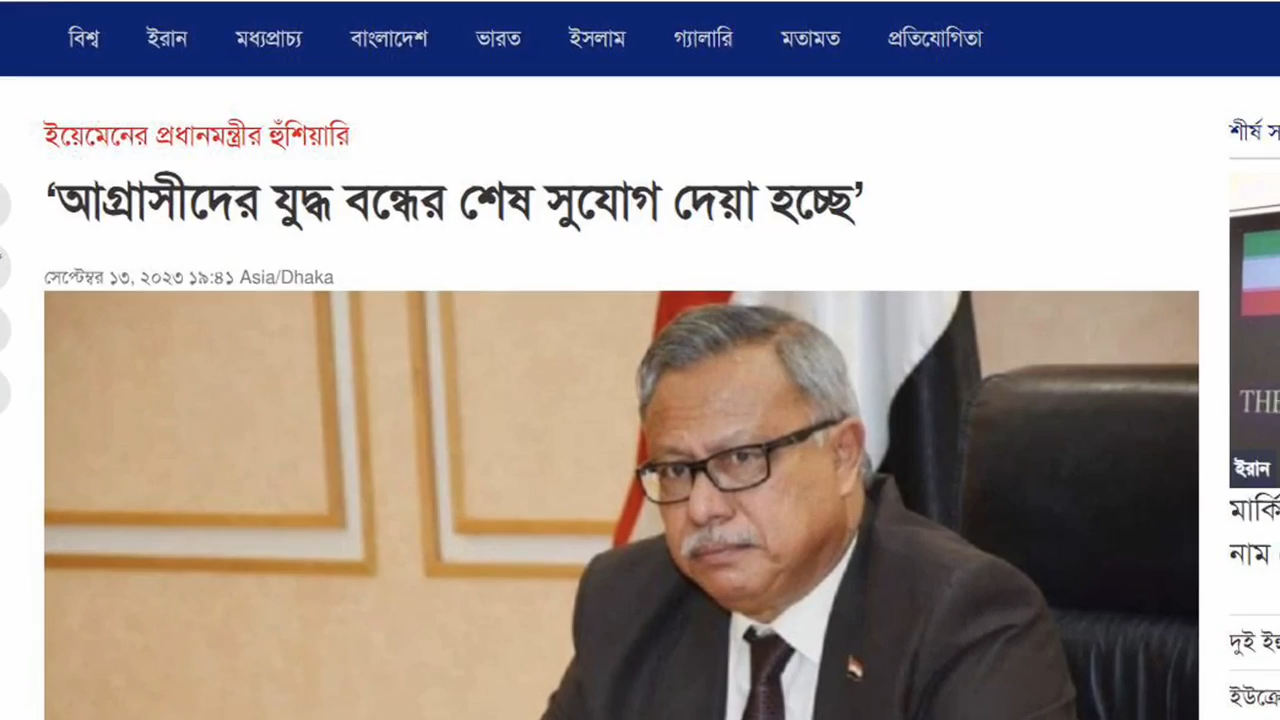 বিশ্ব ইরান মধ্যপ্রাচ্য বাংলাদেশ ভারত ইসলাম গ্যালারি মতামত প্রতিযোগিতা
ইয়েমেনের প্রধানমন্ত্রীর হুঁশিয়ারি
‘আগ্রাসীদের যুদ্ধ বন্ধের শেষ সুযোগ দেয়া হচ্ছে’
সেপ্টেম্বর ১৩, ২০২৩ ১৯:৪১ Asia/Dhaka
শীর্ষ
ইরান
নাম
দুই